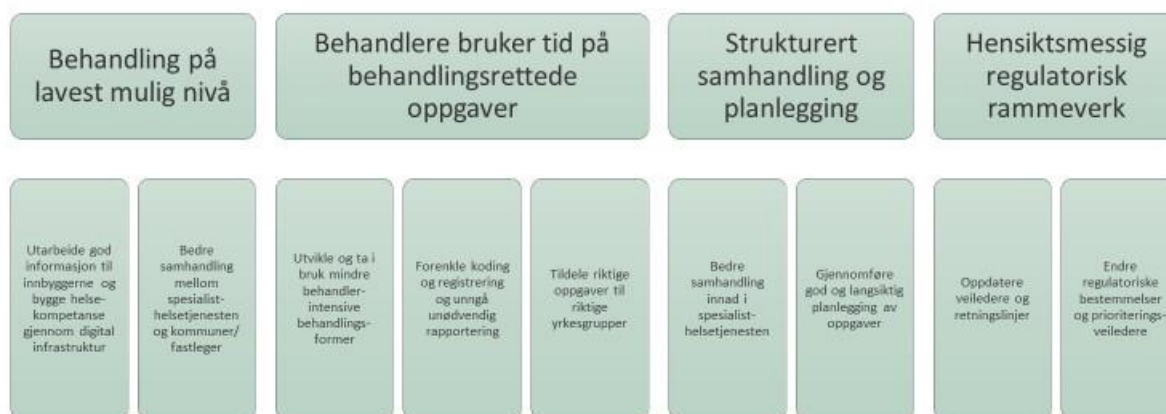 Behandling på
lavest mulig nivå
Behandlere bruker tid på
behandlingsrettede
oppgaver
Strukturert
samhandling og
planlegging
Hensiktsmessig
regulatorisk
rammeverk
Utarbeide god
informasjon til
innbyggerne og
bygge helse-
kompetanse
gjennom digital
infrastruktur
Bedre
samhandling
mellom
spesialist-
helsetjenesten
og kommuner/
fastleger
Utvikle og ta i
bruk mindre
behandler-
intensive
behandlings-
former
Forenkle koding
og registrering
og unngå
unødvendig
rapportering
Tildele riktige
oppgaver til
riktige
yrkesgrupper
Bedre
samhandling
innad i
spesialist-
helsetjenesten
Gjennomføre
god og langsiktig
planlegging av
oppgaver
Oppdatere
veiledere og
retningslinjer
Endre
regulatoriske
bestemmelser
og prioriterings-
veiledere